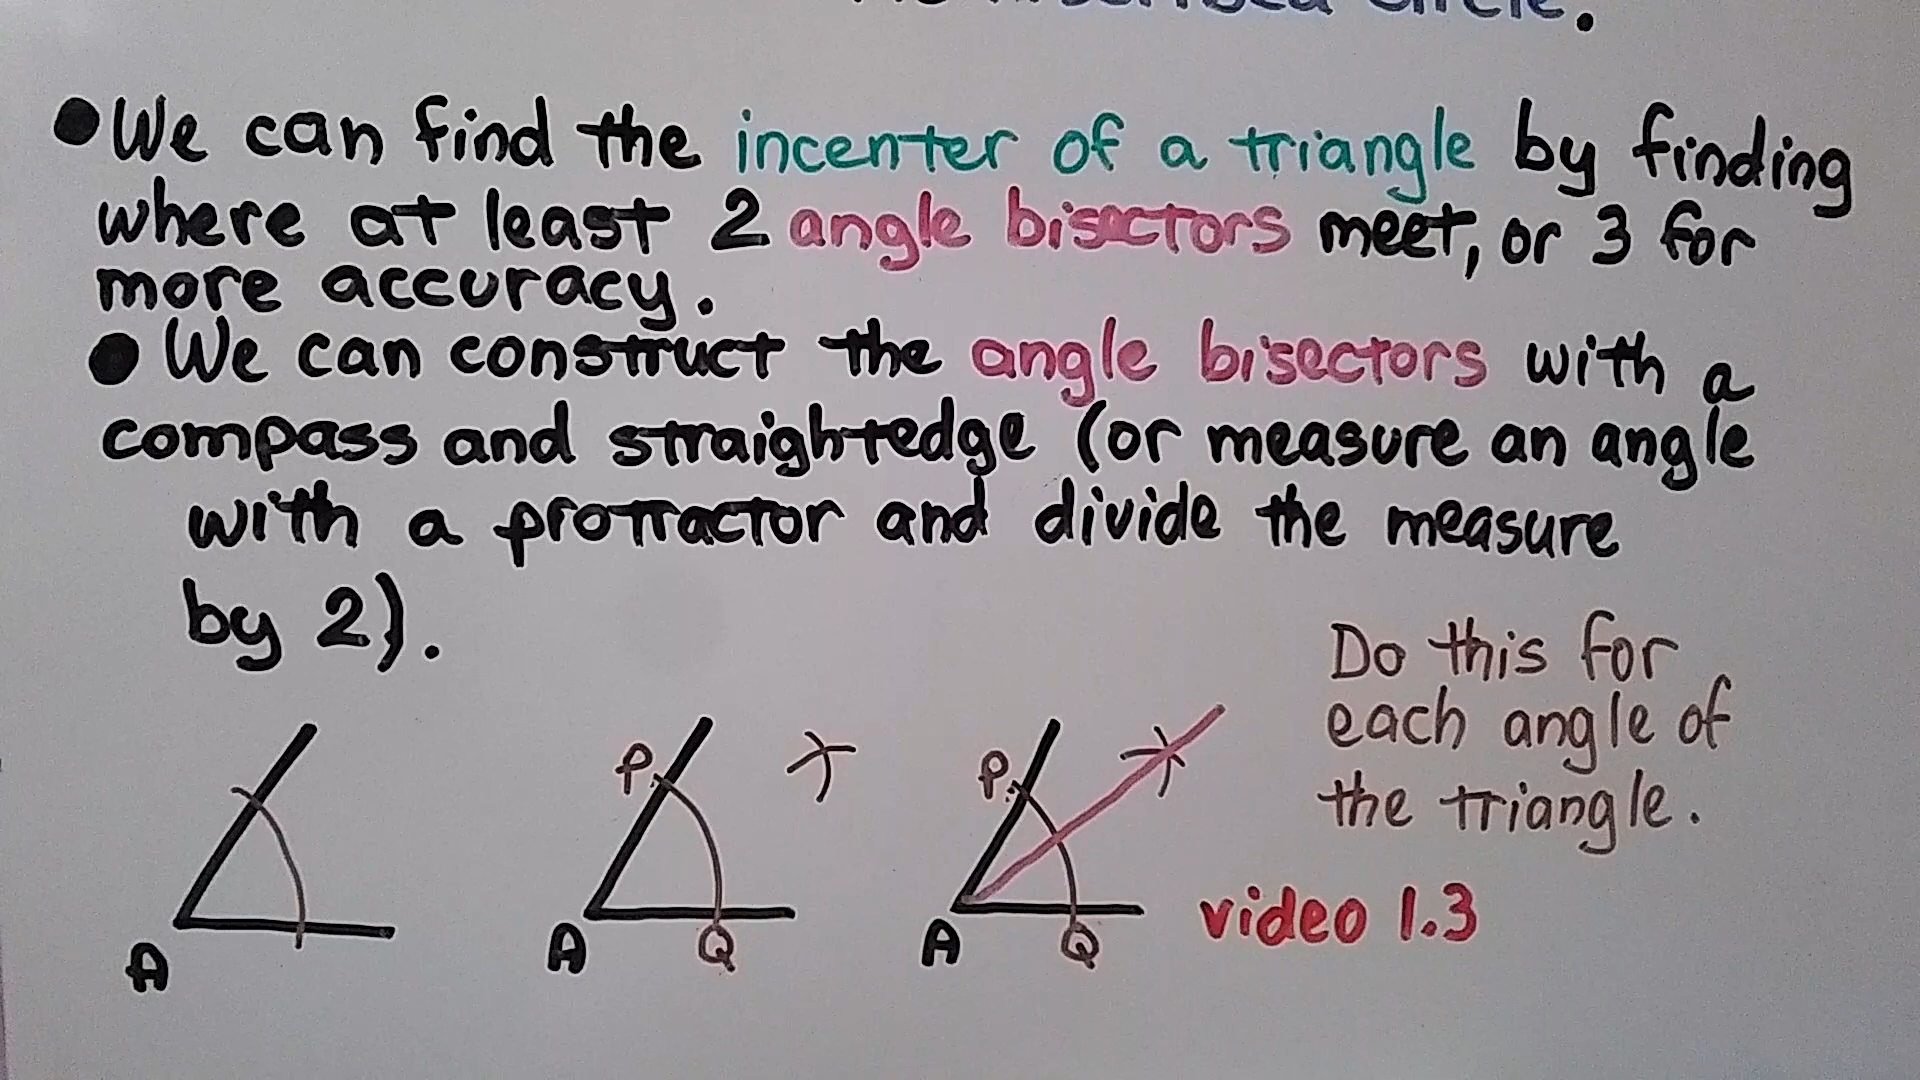 Inscribed Circle.
•We can find the incenter of a triangle by finding
where at least 2 angle bisectors meet, or 3 for
more accuracy.
• We can construct the angle bisectors with a
compass and straightedge (or measure an angle
with a protractor and divide the measure
by 2).
Do this for
each angle of
the triangle.
P
P
A
A
Q
A
Q
video 1.3